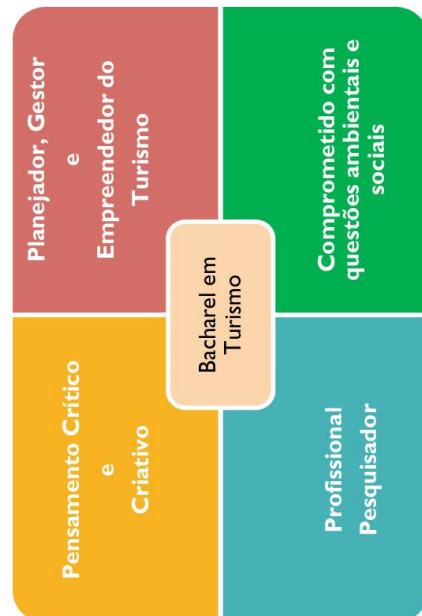 Profissional
Pesquisador
Pensamento Crítico
e
Criativo
Bacharel em
Turismo
Comprometido com
questões ambientais e
sociais
Planejador, Gestor
e
Empreendedor do
Turismo